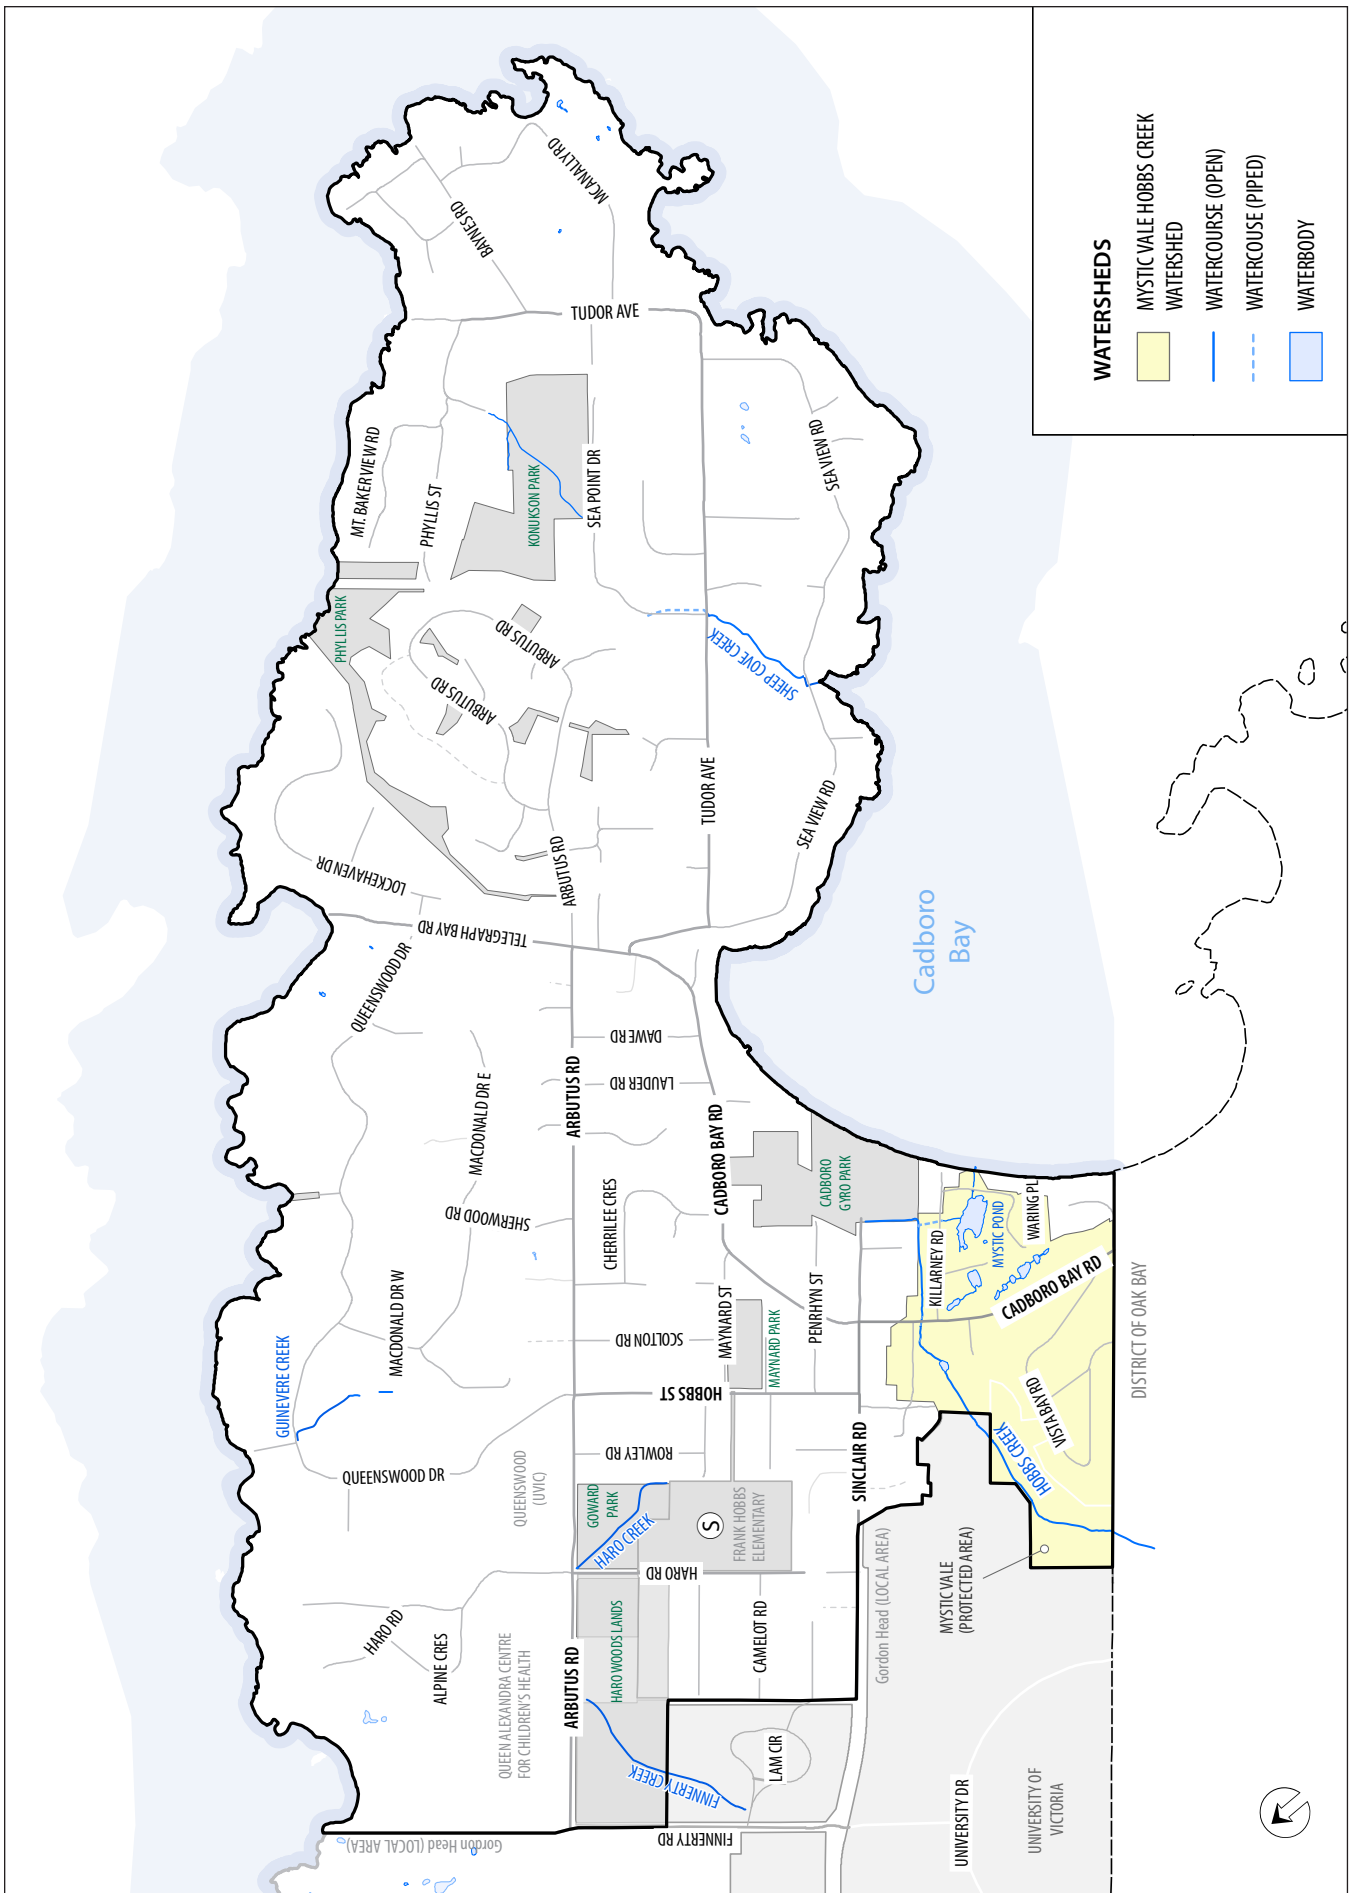 WATERSHEDS
MYSTIC VALE HOBBS CREEK
WATERSHED
WATERCOURSE (OPEN)
WATERCOUSE (PIPED)
WATERBODY
MCANALLY RD
BAYNES RD
TUDOR AVE
MT. BAKER VIEW RD
PHYLLIS ST
KONUKSON PARK
SEA POINT DR
SEA VIEW RD
PHYLLIS PARK
ARBUTUS RD
ARBUTUS RD
SHEEP COVE CREEK
TUDOR AVE
SEA VIEW RD
LOCKEHAVEN DR
ARBUTUS RD
TELEGRAPH BAY RD
QUEENSWOOD DR
Cadboro
Bay
DAWE RD
LAUDER RD
ARBUTUS RD
CADBORO BAY RD
MACDONALD DR E
SHERWOOD RD
CHERRILEE CRES
CADBORO
GYRO PARK
KILLARNEY RD
MYSTIC POND
WARING PL
CADBORO BAY RD
DISTRICT OF OAK BAY
MACDONALD DR W
GUINEVERE CREEK
SCOLTON RD
MAYNARD ST
MAYNARD PARK
PENRHYN ST
HOBBS ST
VISTA BAY RD
HOBBS CREEK
QUEENSWOOD DR
QUEENSWOOD
(UVIC)
ROWLEY RD
SINCLAIR RD
GOWARD
PARK
HARO CREEK
S
FRANK HOBBS
ELEMENTARY
HARO RD
MYSTIC VALE
(PROTECTED AREA)
Gordon Head (LOCAL AREA)
HARO RD
ALPINE CRES
QUEEN ALEXANDRA CENTRE
FOR CHILDREN'S HEALTH
ARBUTUS RD
HARO WOODS LANDS
CAMELOT RD
LAM CIR
FINNERTY CREEK
FINNERTY RD
UNIVERSITY DR
UNIVERSITY OF
VICTORIA
Gordon Head (LOCAL AREA)